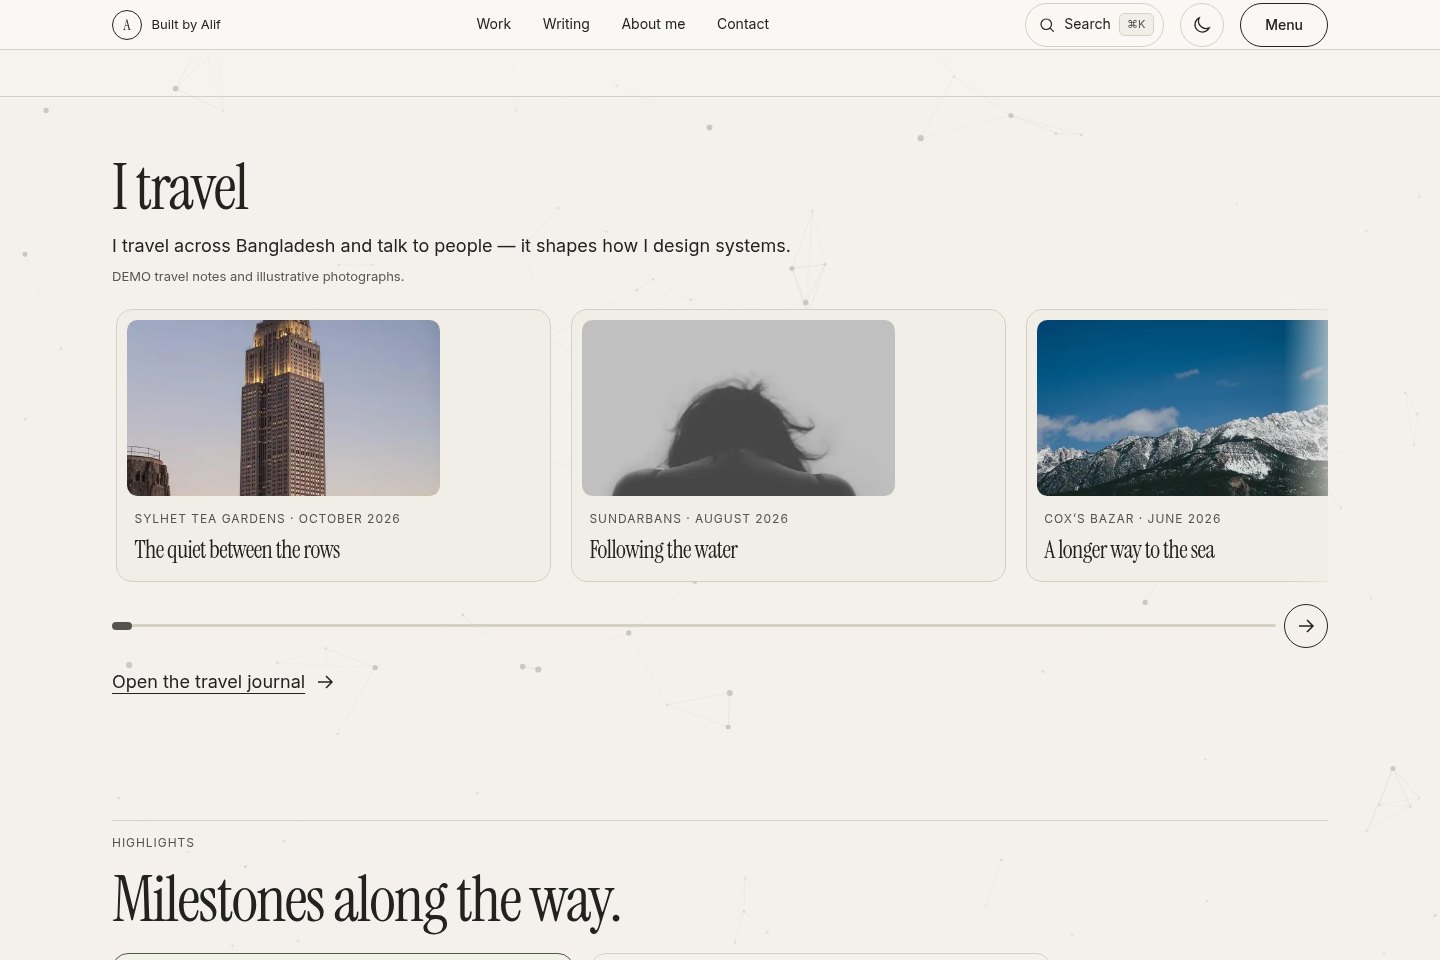 A Built by Alif
Work Writing About me Contact
Search ⌘K
Menu
I travel
I travel across Bangladesh and talk to people — it shapes how I design systems.
DEMO travel notes and illustrative photographs.
SYLHET TEA GARDENS · OCTOBER 2026
The quiet between the rows
SUNDARBANS · AUGUST 2026
Following the water
COX’S BAZAR · JUNE 2026
A longer way to the sea
Open the travel journal
HIGHLIGHTS
Milestones along the way.